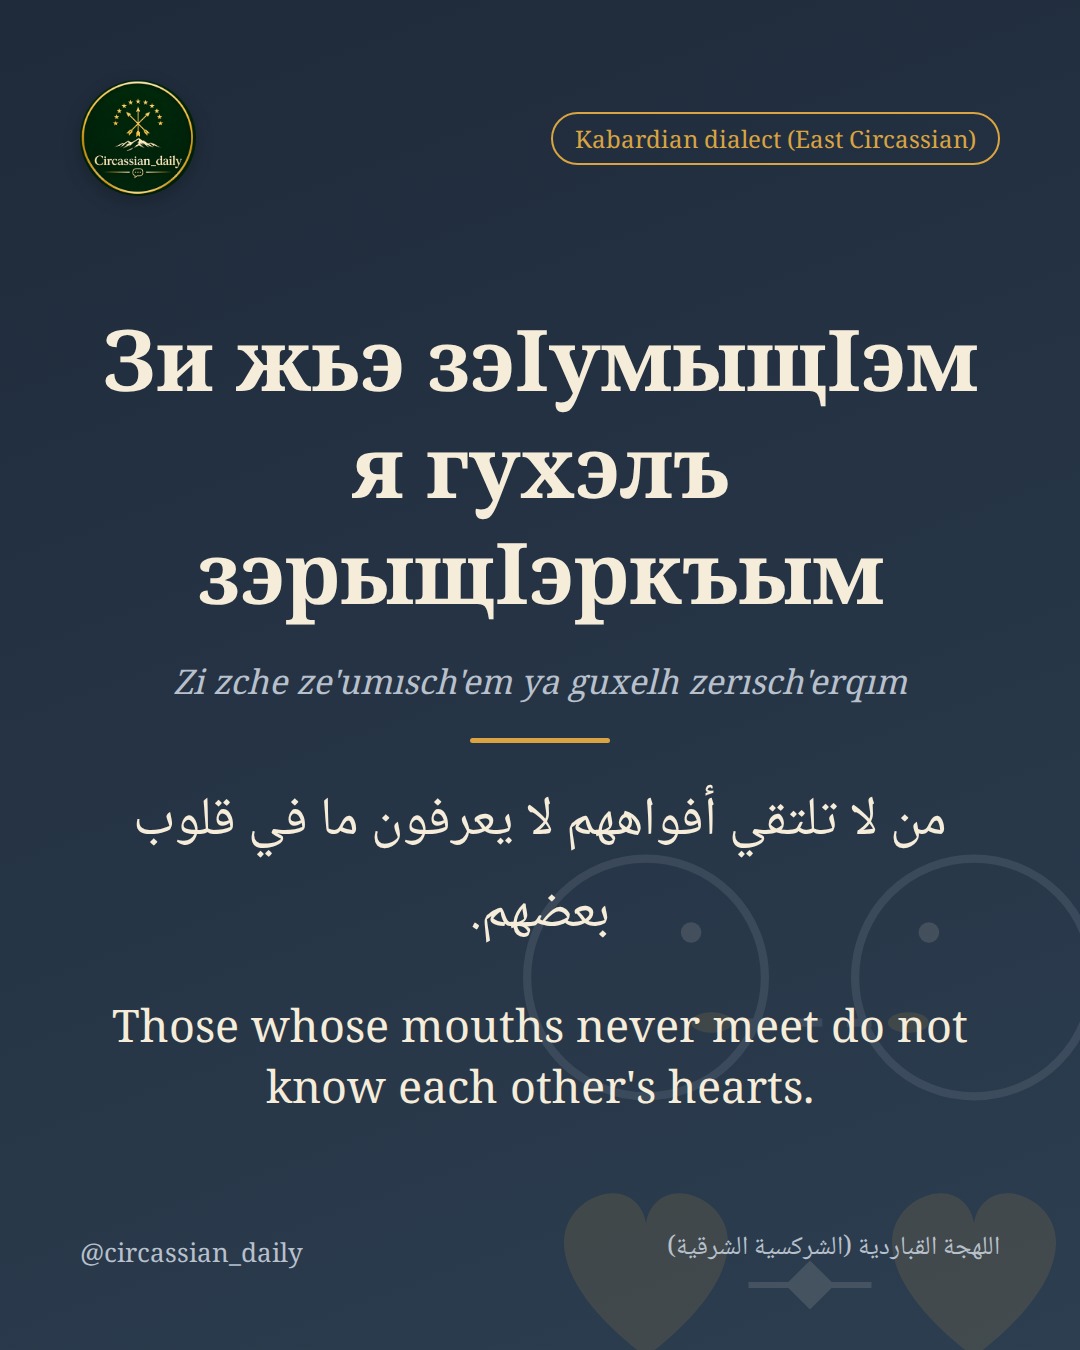 Circassian_daily
Kabardian dialect (East Circassian)
Зи жьэ зэIумыщIэм
я гухэлъ
зэрыщIэркъым
Zi zche ze'umısch'em ya guxelh zerısch'erqım
من لا تلتقي أفواههم لا يعرفون ما في قلوب
بعضهم.
Those whose mouths never meet do not
know each other's hearts.
@circassian_daily
اللهجة القباردية (الشركسية الشرقية)